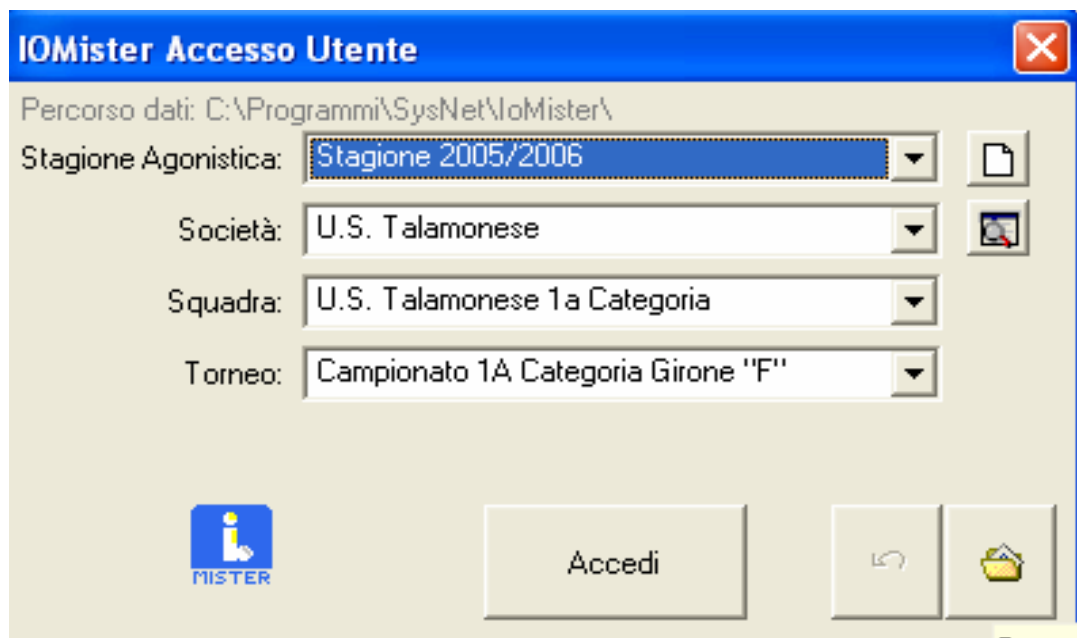 IOMister Accesso Utente
Percorso dati: C:\Programmi\SysNet\IoMister\
Stagione Agonistica: Stagione 2005/2006
Società: U.S. Talamonese
Squadra: U.S. Talamonese 1a Categoria
Torneo: Campionato 1A Categoria Girone "F"
MISTER
Accedi